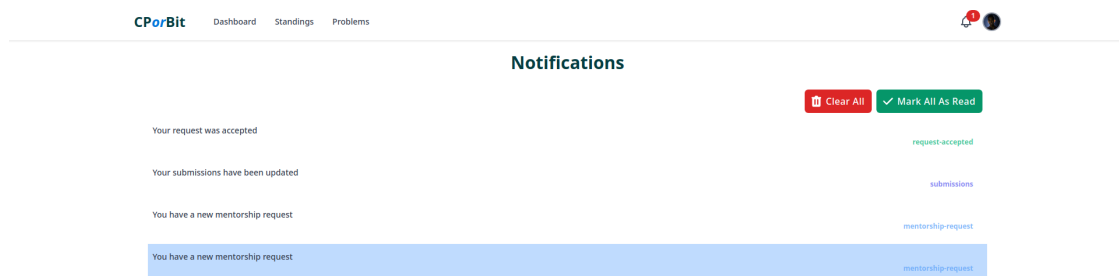 CPorBit Dashboard Standings Problems 1
Notifications
Clear All Mark All As Read
Your request was accepted
request-accepted
Your submissions have been updated
submissions
You have a new mentorship request
mentorship-request
You have a new mentorship request
mentorship-request